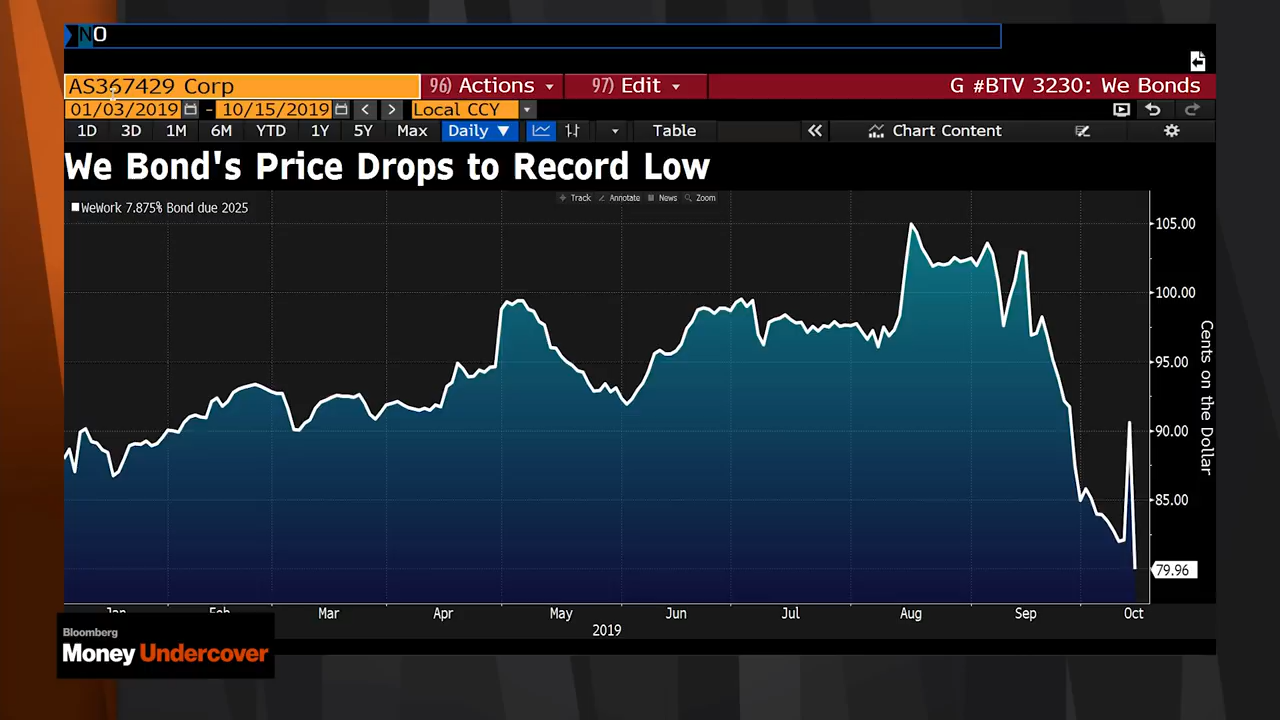 NO
AS367429 Corp 96) Actions 97) Edit G #BTV 3230: We Bonds
01/03/2019 - 10/15/2019 < > Local CCY
1D 3D 1M 6M YTD 1Y 5Y Max Daily ▼ Table « Chart Content
We Bond's Price Drops to Record Low
Track Annotate News Zoom
WeWork 7.875% Bond due 2025
105.00
100.00
95.00
90.00
85.00
79.96
Cents on the Dollar
Jan Feb Mar Apr May Jun Jul Aug Sep Oct
2019
Bloomberg
Money Undercover